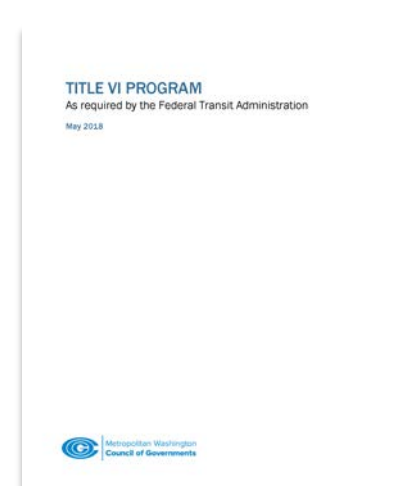 TITLE VI PROGRAM
As required by the Federal Transit Administration
May 2018
Metropolitan Washington
Council of Governments